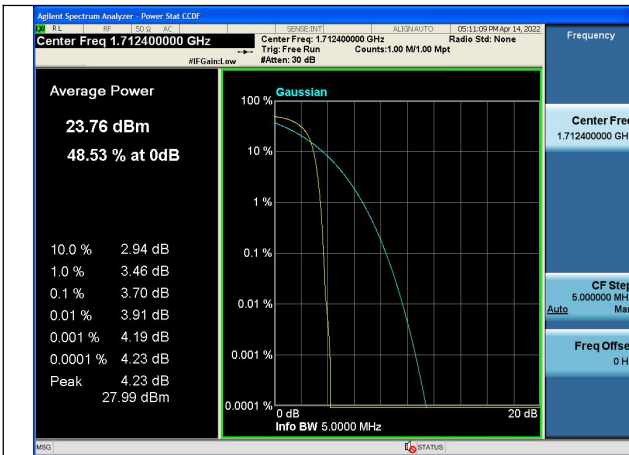 Agilent Spectrum Analyzer - Power Stat CCDF
RL RF 50 Ω AC SENSE:INT ALIGN AUTO 05:11:09 PM Apr 14, 2022
Center Freq 1.712400000 GHz
Center Freq: 1.712400000 GHz Radio Std: None
Trig: Free Run Counts:1.00 M/1.00 Mpt
#IFGain:Low #Atten: 30 dB
Frequency
Average Power
23.76 dBm
48.53 % at 0dB
10.0 % 2.94 dB
1.0 % 3.46 dB
0.1 % 3.70 dB
0.01 % 3.91 dB
0.001 % 4.19 dB
0.0001 % 4.23 dB
Peak 4.23 dB
27.99 dBm
Gaussian
100 %
10 %
1 %
0.1 %
0.01 %
0.001 %
0.0001 %
0 dB 20 dB
Info BW 5.0000 MHz
Center Fre
1.712400000 GH
CF Step
5.000000 MH
Auto Ma
Freq Offse
0 H
MSG STATUS